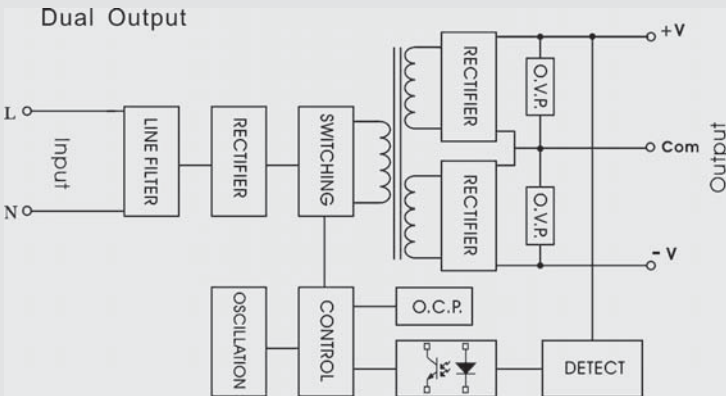 Dual Output
L
N
Input
LINE FILTER
RECTIFIER
SWITCHING
RECTIFIER
RECTIFIER
O.V.P.
O.V.P.
+V
Com
- V
Output
OSCILLATION
CONTROL
O.C.P.
DETECT